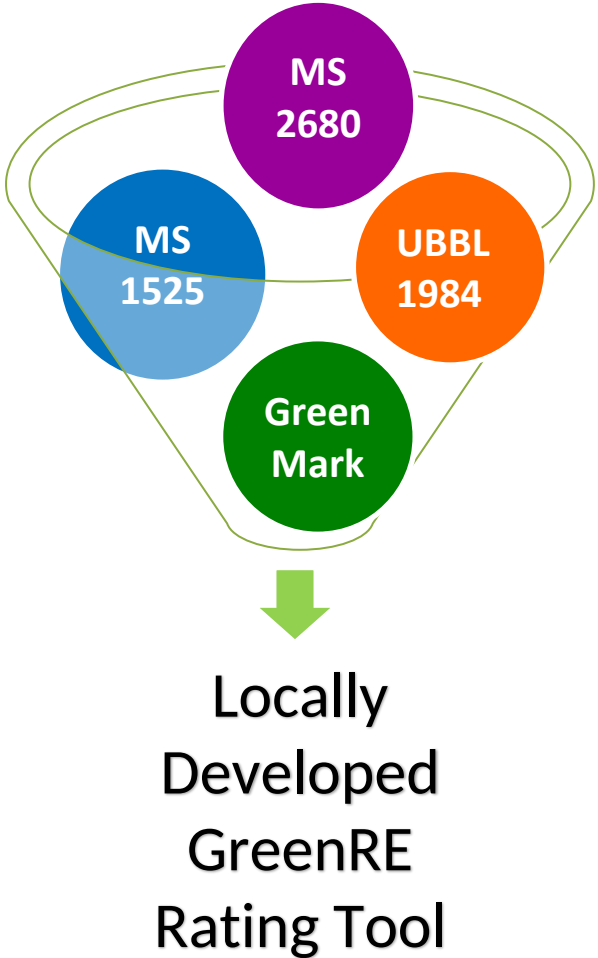 MS
2680
MS
1525
UBBL
1984
Green
Mark
Locally
Developed
GreenRE
Rating Tool